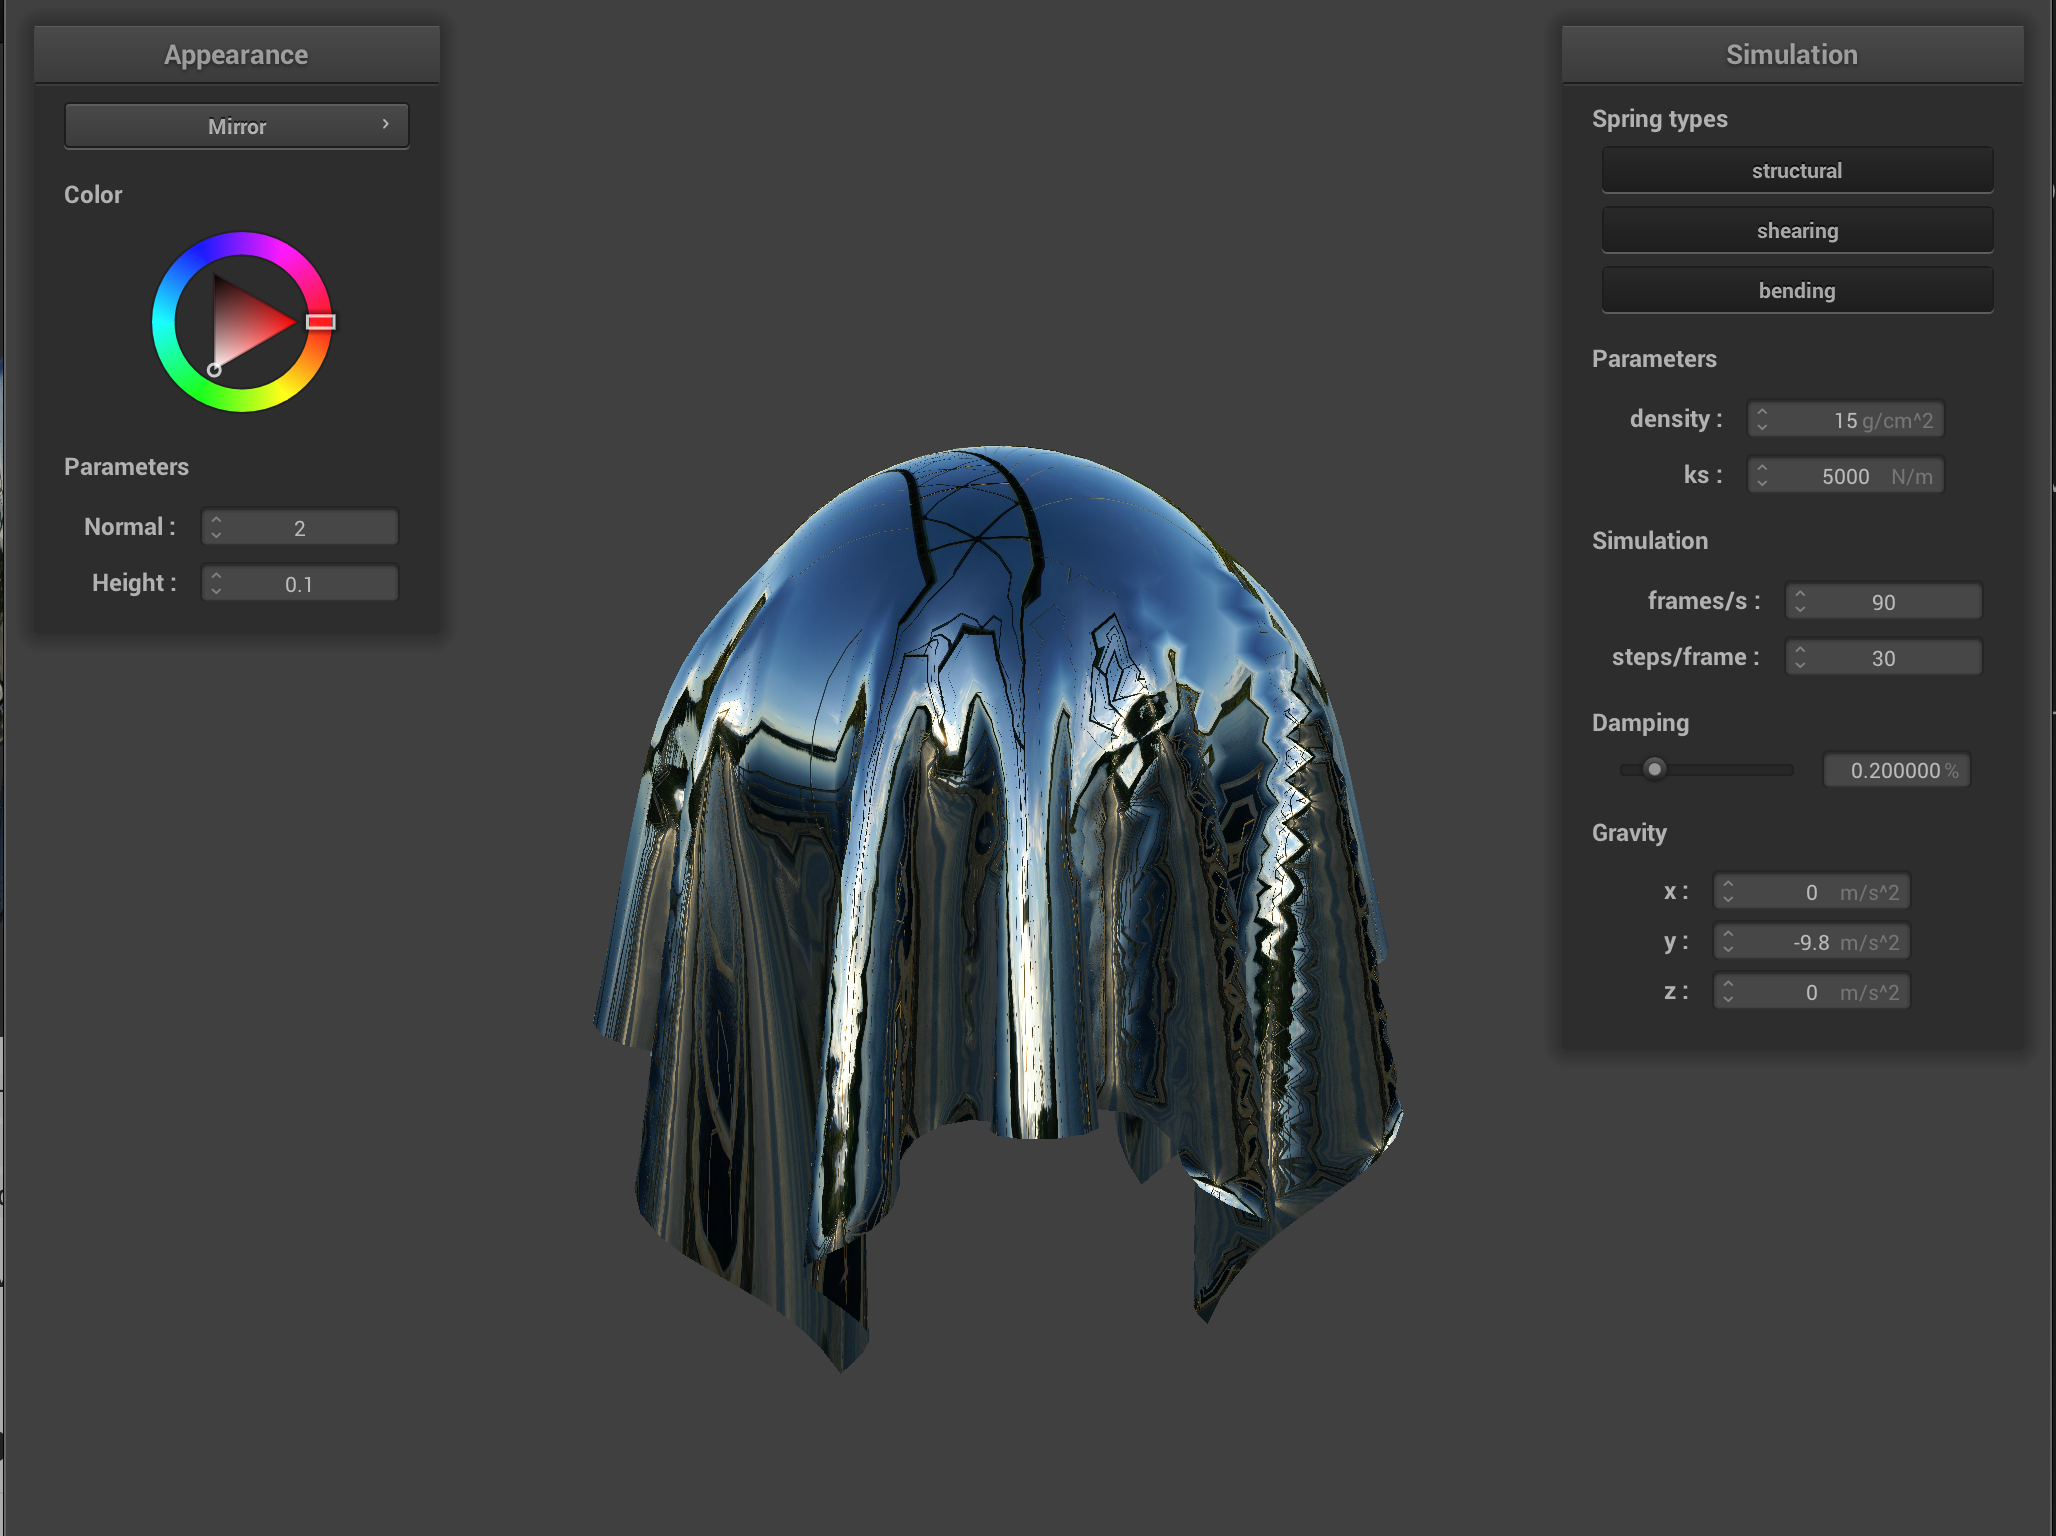 Appearance
Mirror
Color
Parameters
Normal : 2
Height : 0.1
Simulation
Spring types
structural
shearing
bending
Parameters
density : 15 g/cm^2
ks : 5000 N/m
Simulation
frames/s : 90
steps/frame : 30
Damping
0.200000 %
Gravity
x : 0 m/s^2
y : -9.8 m/s^2
z : 0 m/s^2